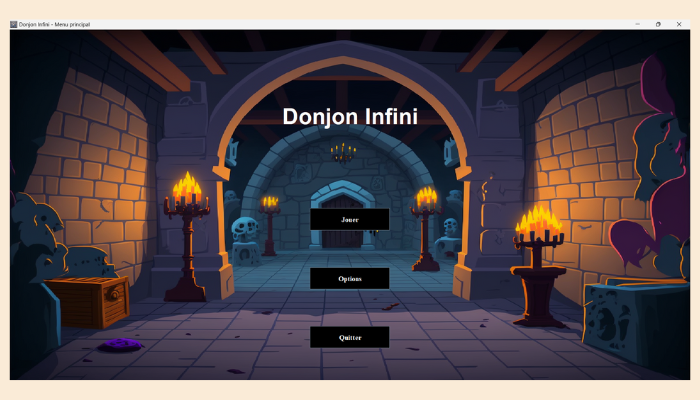 Donjon Infini - Menu principal
Donjon Infini
Jouer
Options
Quitter